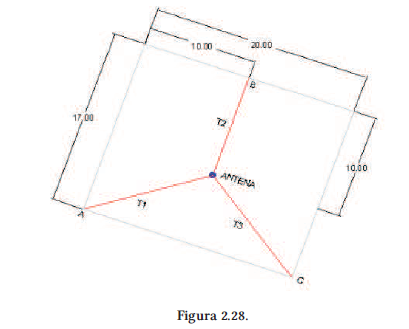 20.00
10.00
B
17.00
T2
10.00
ANTENA
T1
T3
A
C
Figura 2.28.